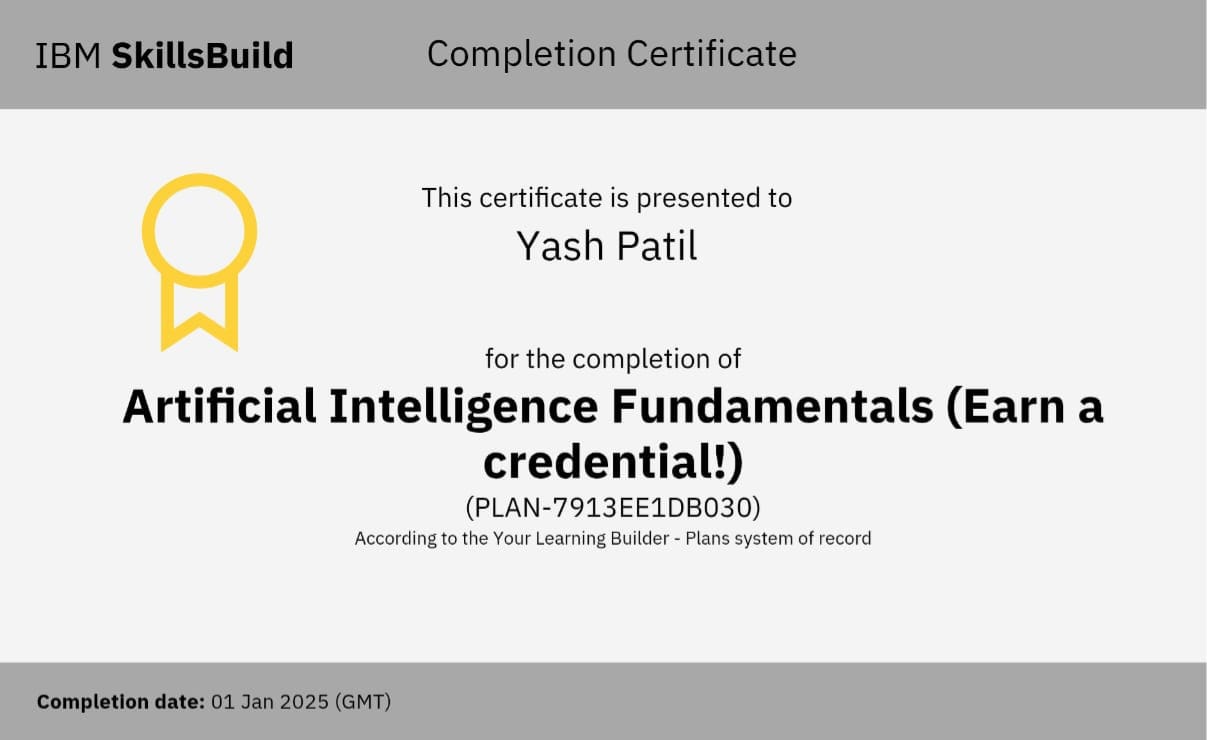 IBM SkillsBuild
Completion Certificate
This certificate is presented to
Yash Patil
for the completion of
Artificial Intelligence Fundamentals (Earn a
credential!)
(PLAN-7913EE1DB030)
According to the Your Learning Builder - Plans system of record
Completion date: 01 Jan 2025 (GMT)